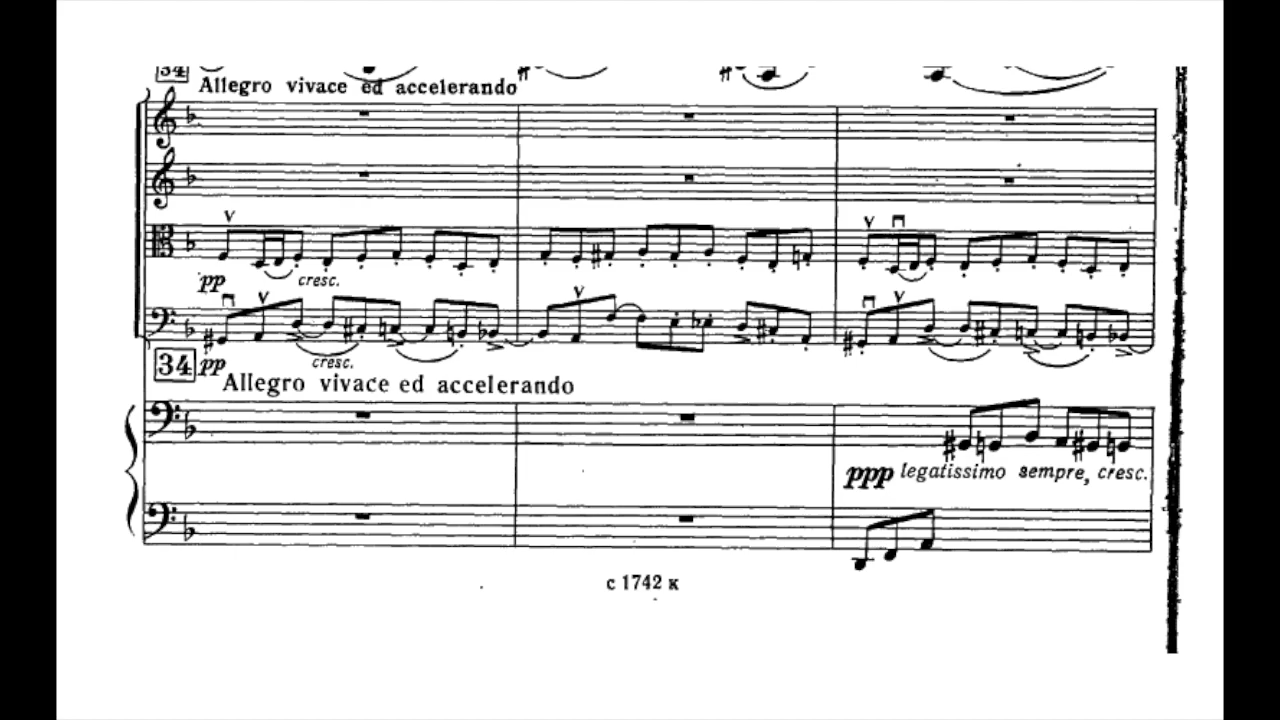 34
Allegro vivace ed accelerando
pp cresc.
34 pp cresc.
Allegro vivace ed accelerando
ppp legatissimo sempre, cresc.
с 1742 к